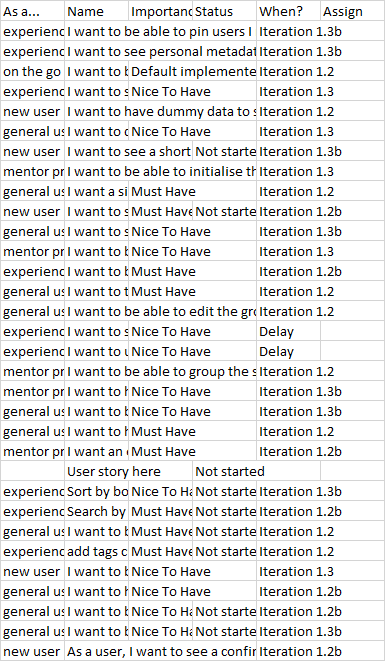 As a... Name Importanc Status When? Assign
experienc I want to be able to pin users I Iteration 1.3b
experienc I want to see personal metadat Iteration 1.3b
on the go I want to b Default implemente Iteration 1.2
experienc I want to s Nice To Have Iteration 1.3
new user I want to have dummy data to s Iteration 1.2
general us I want to c Nice To Have Iteration 1.3
new user I want to see a short Not starte Iteration 1.3b
mentor pr I want to be able to initialise th Iteration 1.3
general us I want a si Must Have Iteration 1.2
new user I want to s Must Have Not starte Iteration 1.2b
general us I want to s Nice To Have Iteration 1.3b
mentor pr I want to b Nice To Have Iteration 1.3
experienc I want to b Must Have Iteration 1.2b
general us I want to t Must Have Iteration 1.2
general us I want to be able to edit the gro Iteration 1.2
experienc I want to s Nice To Have Delay
experienc I want to u Nice To Have Delay
mentor pr I want to be able to group the s Iteration 1.2
mentor pr I want to h Nice To Have Iteration 1.3b
general us I want to b Nice To Have Iteration 1.3b
general us I want to h Must Have Iteration 1.2
mentor pr I want an Must Have Iteration 1.2b
User story here Not started
experienc Sort by bo Nice To Ha Not starte Iteration 1.3b
experienc Search by Must Have Not starte Iteration 1.2b
general us I want to b Must Have Not starte Iteration 1.2
experienc add tags c Must Have Not starte Iteration 1.2
new user I want to b Nice To Have Iteration 1.3
general us I want to h Nice To Have Iteration 1.2b
general us I want to b Nice To Ha Not starte Iteration 1.2b
general us I want to b Nice To Ha Not starte Iteration 1.3b
new user As a user, I want to see a confir Iteration 1.2b